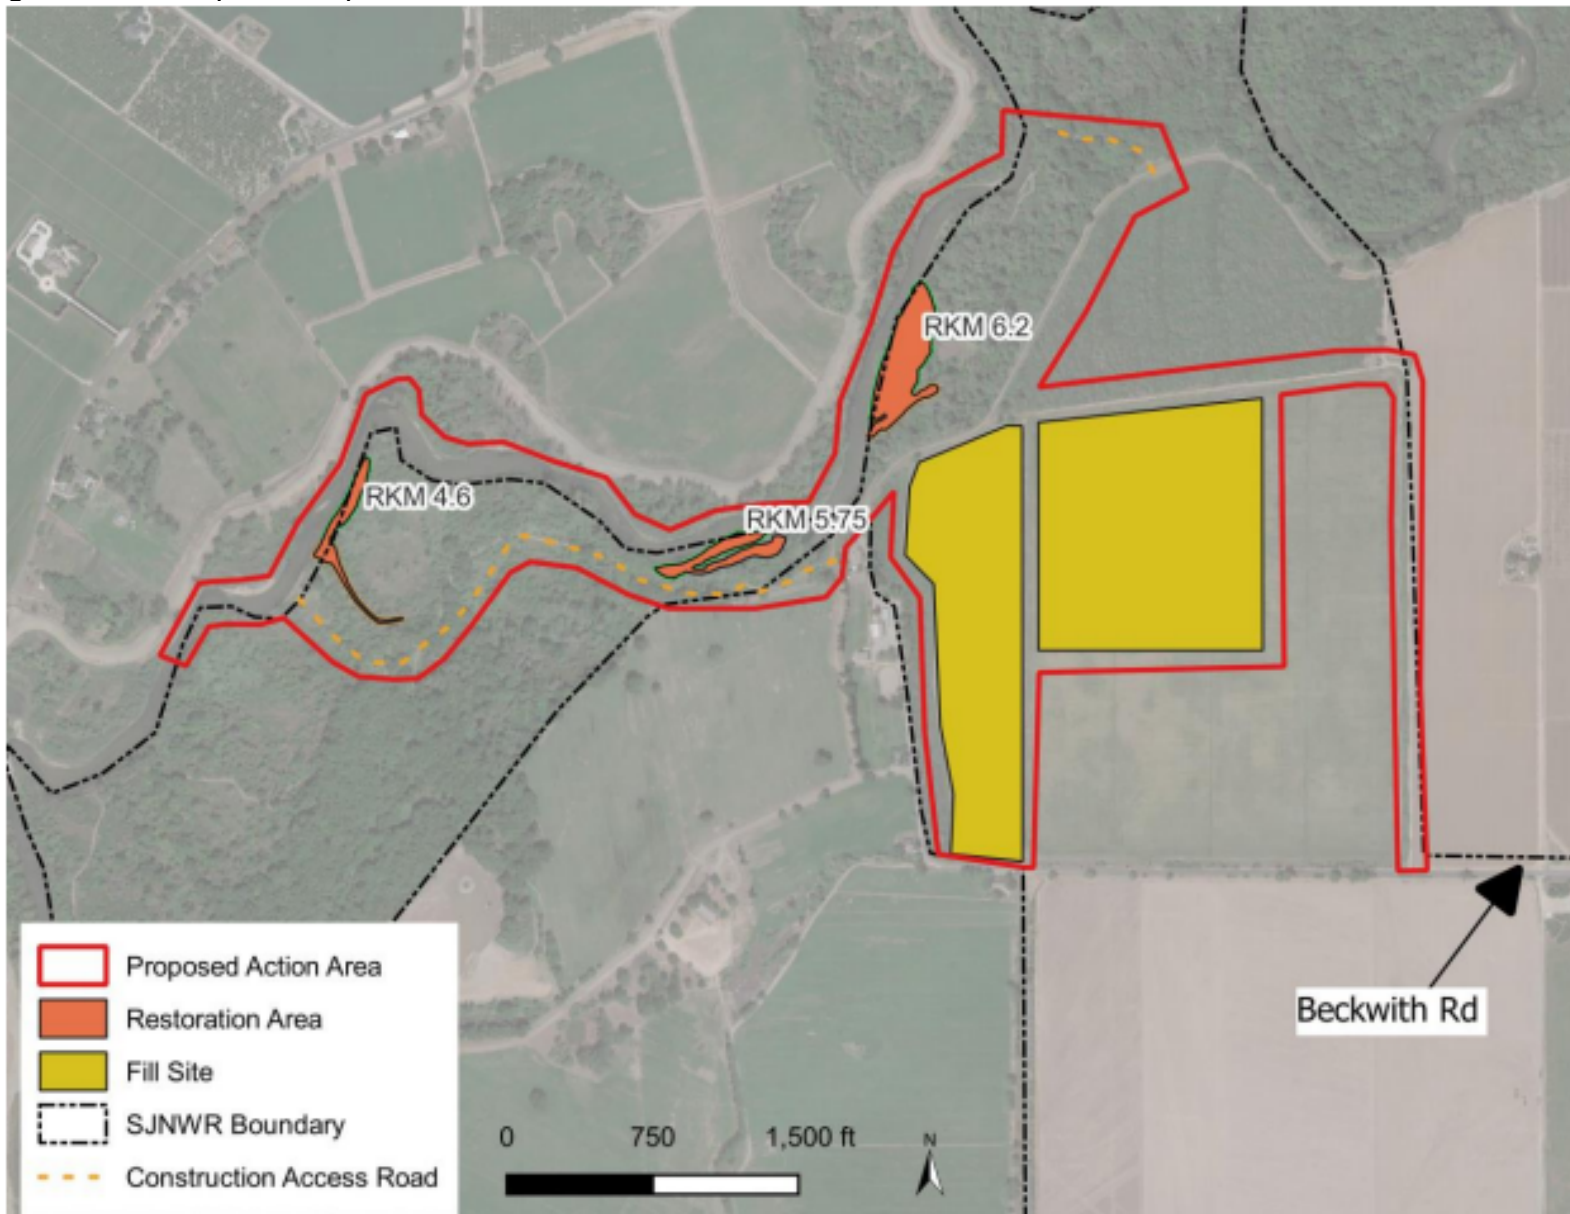 RKM 6.2
RKM 4.6
RKM 5.75
Beckwith Rd
Proposed Action Area
Restoration Area
Fill Site
SJNWR Boundary
Construction Access Road
0 750 1,500 ft
N